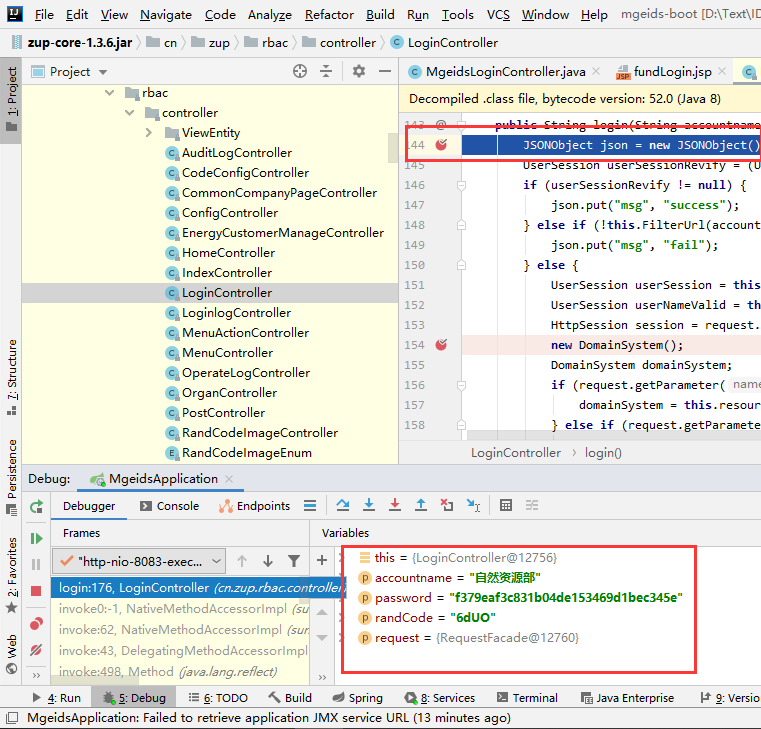 File Edit View Navigate Code Analyze Refactor Build Run Tools VCS Window Help mgeids-boot [D:\Text\ID
zup-core-1.3.6.jar cn zup rbac controller LoginController
1: Project
Project
MgeidsLoginController.java fundLogin.jsp
rbac
controller
ViewEntity
AuditLogController
CodeConfigController
CommonCompanyPageController
ConfigController
EnergyCustomerManageController
HomeController
IndexController
LoginController
LoginlogController
MenuActionController
MenuController
OperateLogController
OrganController
PostController
RandCodeImageController
RandCodeImageEnum
Decompiled .class file, bytecode version: 52.0 (Java 8)
143 @ public String login(String accountname
144 JSONObject json = new JSONObject()
145 UserSession userSessionRevify = (U
146 if (userSessionRevify != null) {
147 json.put("msg", "success");
148 } else if (!this.FilterUrl(account
149 json.put("msg", "fail");
150 } else {
151 UserSession userSession = this
152 UserSession userNameValid = th
153 HttpSession session = request.
154 new DomainSystem();
155 DomainSystem domainSystem;
156 if (request.getParameter( name
157 domainSystem = this.resour
158 } else if (request.getParamete
LoginController login()
7: Structure
Persistence
2: Favorites
Web
Debug: MgeidsApplication
Debugger Console Endpoints
Frames
Variables
"http-nio-8083-exec...
login:176, LoginController (cn.zup.rbac.controller
invoke0:-1, NativeMethodAccessorImpl (su
invoke:62, NativeMethodAccessorImpl (sur
invoke:43, DelegatingMethodAccessorImpl
invoke:498, Method (java.lang.reflect)
this = {LoginController@12756}
accountname = "自然资源部"
password = "f379eaf3c831b04de153469d1bec345e"
randCode = "6dUO"
request = {RequestFacade@12760}
4: Run 5: Debug 6: TODO Build Spring 8: Services Terminal Java Enterprise 9: Versio
MgeidsApplication: Failed to retrieve application JMX service URL (13 minutes ago)